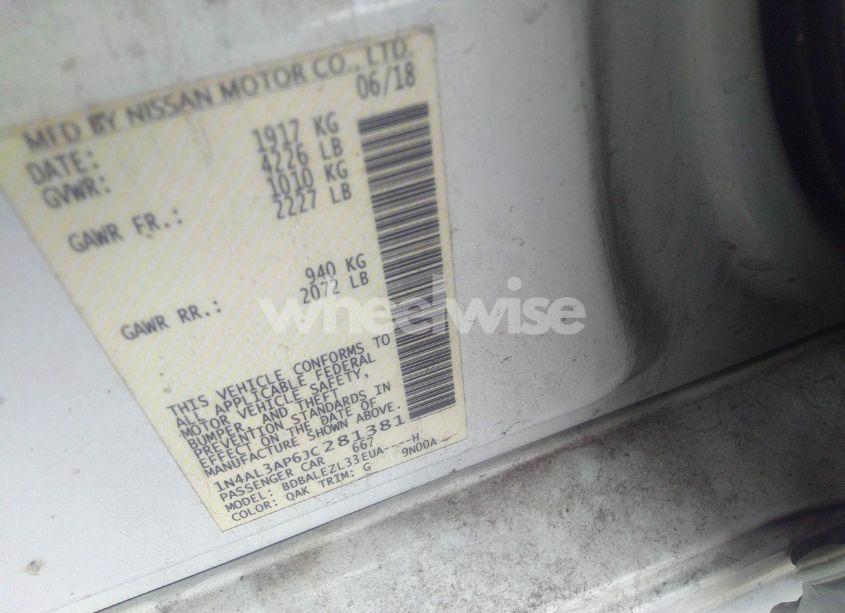 MFD BY NISSAN MOTOR CO., LTD.
DATE: 06/18
GVWR: 1917 KG
4226 LB
GAWR FR.: 1010 KG
2227 LB
GAWR RR.: 940 KG
2072 LB
THIS VEHICLE CONFORMS TO
ALL APPLICABLE FEDERAL
MOTOR VEHICLE SAFETY,
BUMPER, AND THEFT
PREVENTION STANDARDS IN
EFFECT ON THE DATE OF
MANUFACTURE SHOWN ABOVE.
1N4AL3AP6JC281381
PASSENGER CAR 667
MODEL: BDBALEZL33EUA----H
COLOR: QAK TRIM: G 9N00A
wheelwise